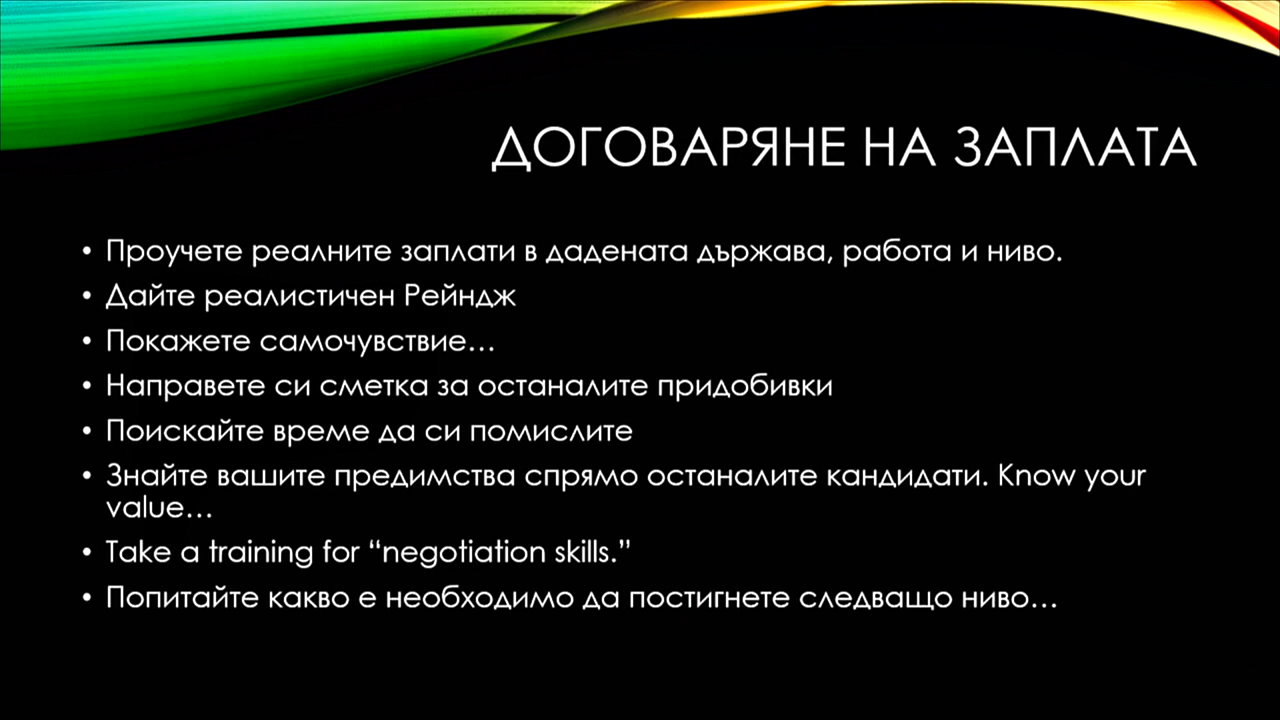 ДОГОВАРЯНЕ НА ЗАПЛАТА
• Проучете реалните заплати в дадената държава, работа и ниво.
• Дайте реалистичен Рейндж
• Покажете самочувствие…
• Направете си сметка за останалите придобивки
• Поискайте време да си помислите
• Знайте вашите предимства спрямо останалите кандидати. Know your
value…
• Take a training for “negotiation skills.”
• Попитайте какво е необходимо да постигнете следващо ниво…